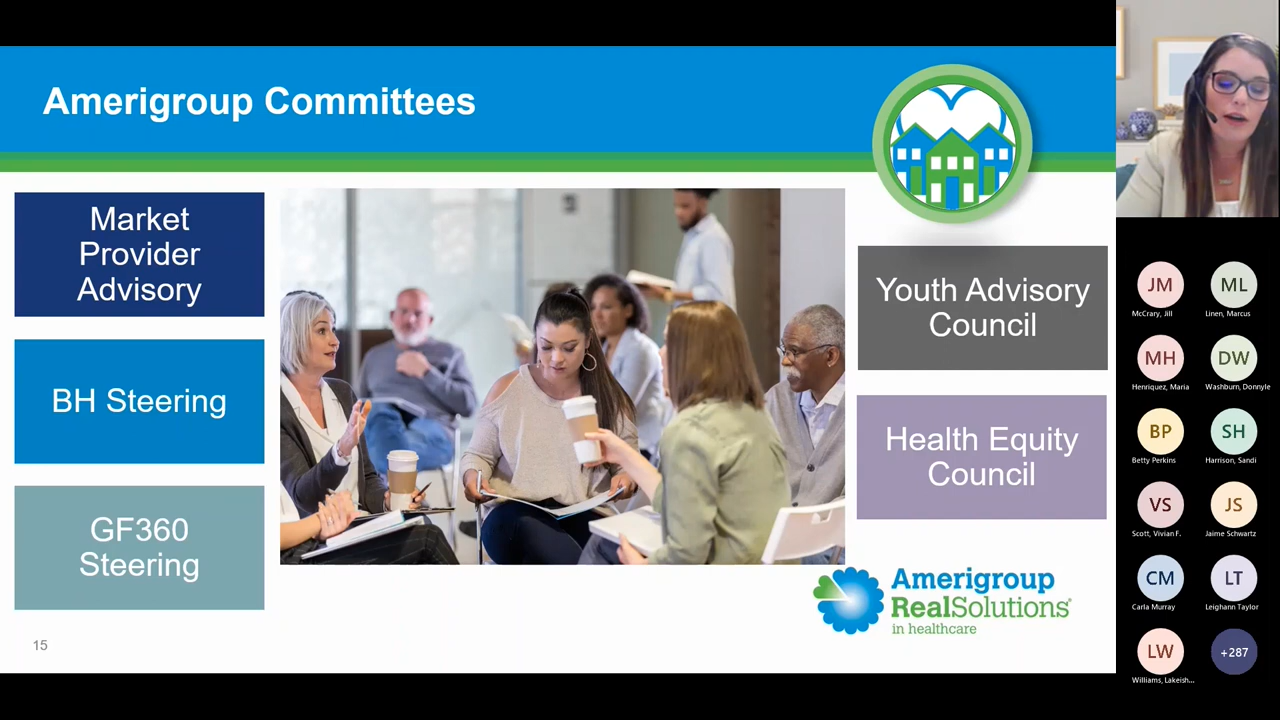 Amerigroup Committees
Market
Provider
Advisory
BH Steering
GF360
Steering
Youth Advisory
Council
Health Equity
Council
Amerigroup
RealSolutions®
in healthcare
15
JM
McCrary, Jill
ML
Linen, Marcus
MH
Henriquez, Maria
DW
Washburn, Donnyle
BP
Betty Perkins
SH
Harrison, Sandi
VS
Scott, Vivian F.
JS
Jaime Schwartz
CM
Carla Murray
LT
Leighann Taylor
LW
Williams, Lakeish...
+287